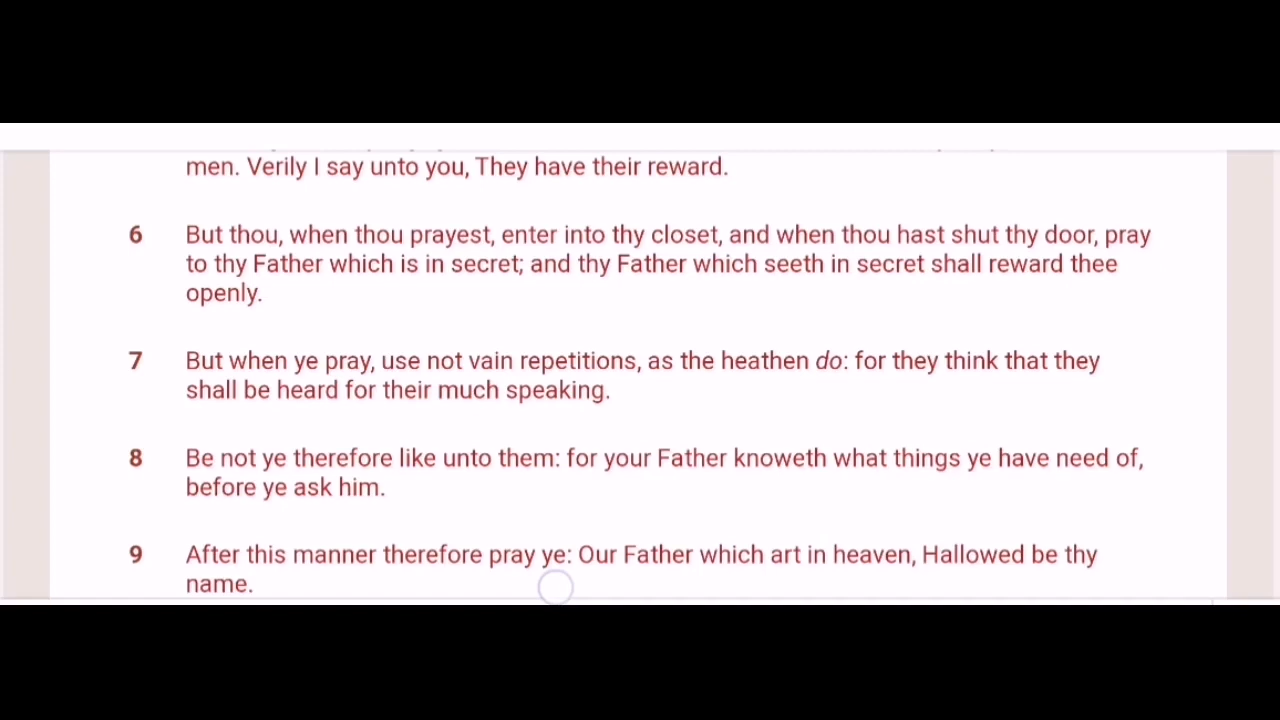 men. Verily I say unto you, They have their reward.
6 But thou, when thou prayest, enter into thy closet, and when thou hast shut thy door, pray
to thy Father which is in secret; and thy Father which seeth in secret shall reward thee
openly.
7 But when ye pray, use not vain repetitions, as the heathen do: for they think that they
shall be heard for their much speaking.
8 Be not ye therefore like unto them: for your Father knoweth what things ye have need of,
before ye ask him.
9 After this manner therefore pray ye: Our Father which art in heaven, Hallowed be thy
name.